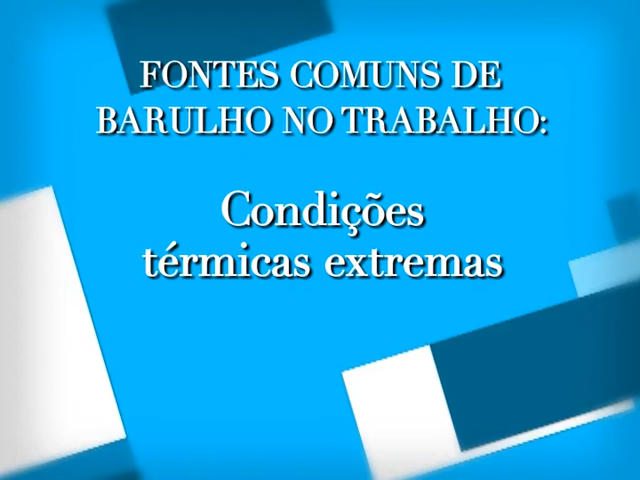 FONTES COMUNS DE
BARULHO NO TRABALHO:
Condições
térmicas extremas